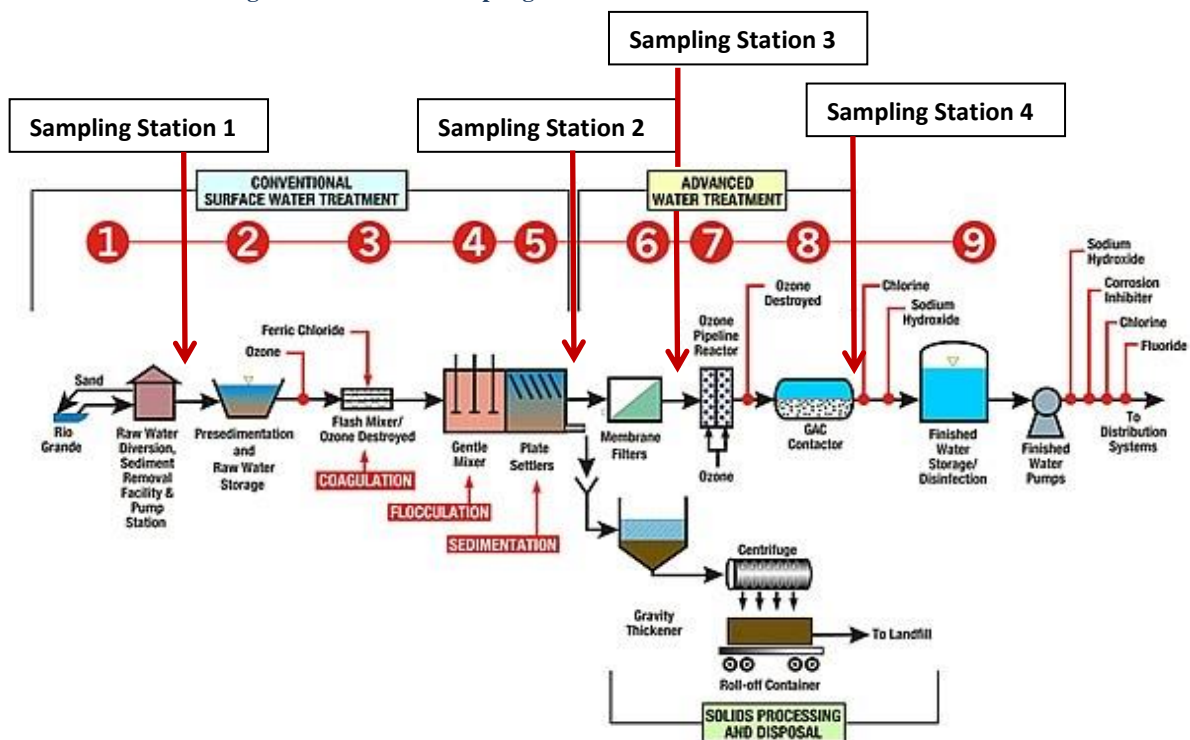 Sampling Station 3
Sampling Station 4
Sampling Station 1
Sampling Station 2
CONVENTIONAL
SURFACE WATER TREATMENT
ADVANCED
WATER TREATMENT
1
2
3
4
5
6
7
8
9
Ferric Chloride
Ozone
Sand
Rio
Grande
Raw Water
Diversion,
Sediment
Removal
Facility &
Pump
Station
Presedimentation
and
Raw Water
Storage
Flash Mixer/
Ozone Destroyed
COAGULATION
Gentle
Mixer
FLOCCULATION
Plate
Settlers
SEDIMENTATION
Membrane
Filters
Ozone
Pipeline
Reactor
Ozone
Ozone
Destroyed
GAC
Contactor
Chlorine
Sodium
Hydroxide
Finished
Water
Storage/
Disinfection
Finished
Water
Pumps
Sodium
Hydroxide
Corrosion
Inhibiter
Chlorine
Fluoride
To
Distribution
Systems
Gravity
Thickener
Centrifuge
To Landfill
Roll-off Container
SOLIDS PROCESSING
AND DISPOSAL